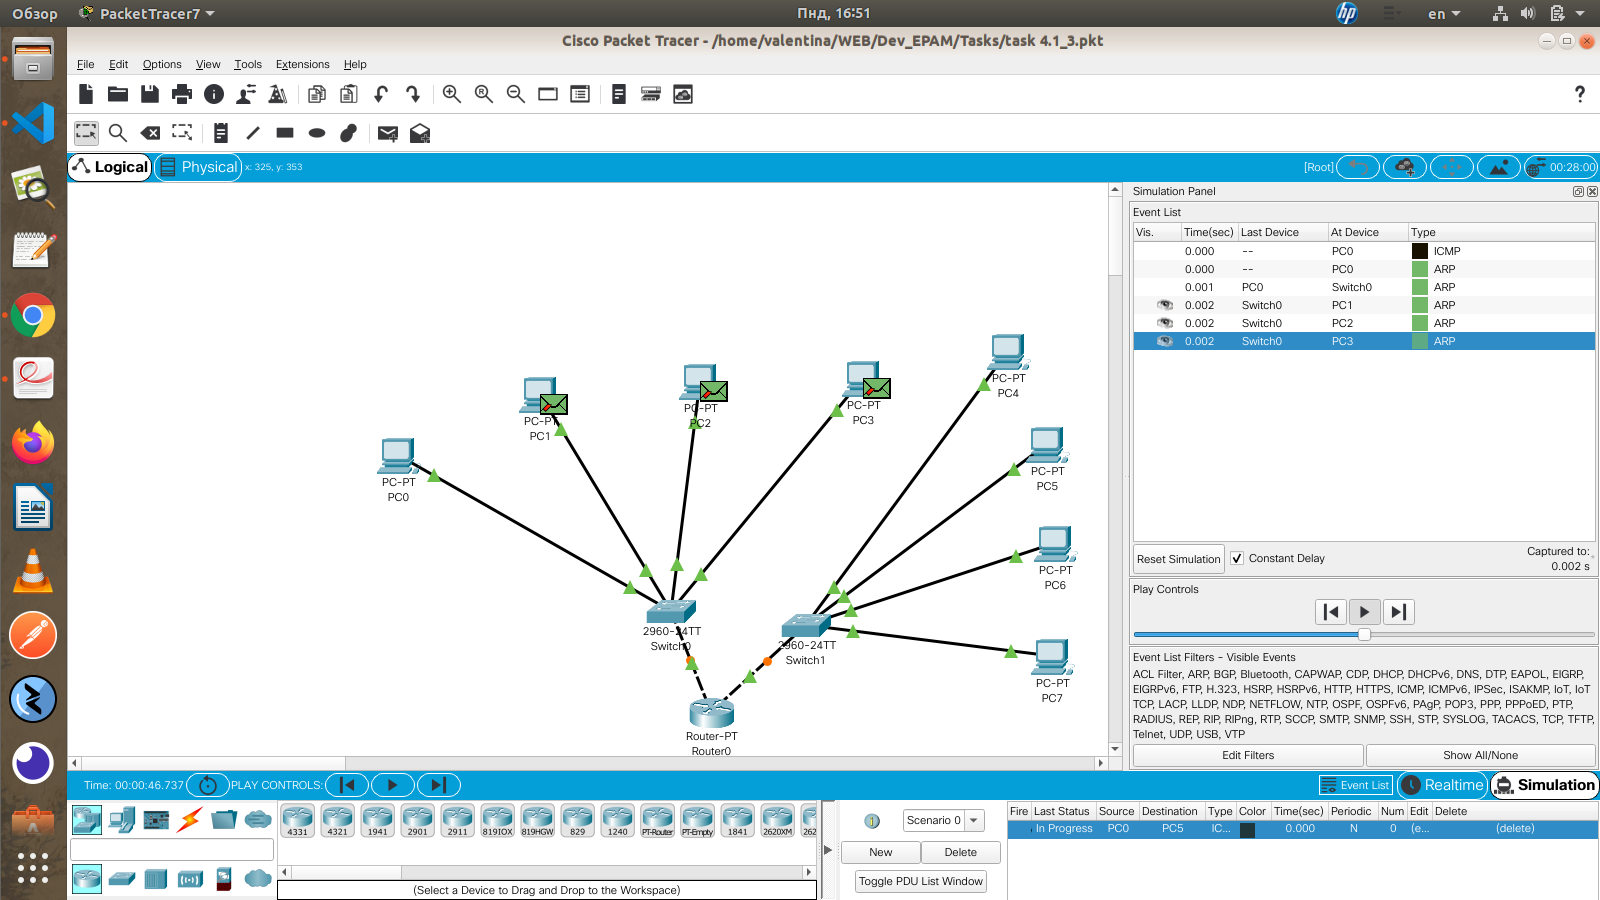 Обзор PacketTracer7 Пнд, 16:51 en
Cisco Packet Tracer - /home/valentina/WEB/Dev_EPAM/Tasks/task 4.1_3.pkt
File Edit Options View Tools Extensions Help
Logical Physical x: 325, y: 353 [Root] 00:28:00
Simulation Panel
Event List
Vis. Time(sec) Last Device At Device Type
0.000 -- PC0 ICMP
0.000 -- PC0 ARP
0.001 PC0 Switch0 ARP
0.002 Switch0 PC1 ARP
0.002 Switch0 PC2 ARP
0.002 Switch0 PC3 ARP
PC-PT
PC4
PC-PT
PC3
PC-PT
PC2
PC-PT
PC1
PC-PT
PC5
PC-PT
PC0
PC-PT
PC6
2960-24TT
Switch0
2960-24TT
Switch1
PC-PT
PC7
Router-PT
Router0
Reset Simulation Constant Delay Captured to:
0.002 s
Play Controls
Event List Filters - Visible Events
ACL Filter, ARP, BGP, Bluetooth, CAPWAP, CDP, DHCP, DHCPv6, DNS, DTP, EAPOL, EIGRP,
EIGRPv6, FTP, H.323, HSRP, HSRPv6, HTTP, HTTPS, ICMP, ICMPv6, IPSec, ISAKMP, IoT, IoT
TCP, LACP, LLDP, NDP, NETFLOW, NTP, OSPF, OSPFv6, PAgP, POP3, PPP, PPPoED, PTP,
RADIUS, REP, RIP, RIPng, RTP, SCCP, SMTP, SNMP, SSH, STP, SYSLOG, TACACS, TCP, TFTP,
Telnet, UDP, USB, VTP
Edit Filters Show All/None
Time: 00:00:46.737 PLAY CONTROLS: Event List Realtime Simulation
4331 4321 1941 2901 2911 819IOX 819HGW 829 1240 PT-Router PT-Empty 1841 2620XM 262
(Select a Device to Drag and Drop to the Workspace)
Scenario 0
New Delete
Toggle PDU List Window
Fire Last Status Source Destination Type Color Time(sec) Periodic Num Edit Delete
In Progress PC0 PC5 IC... 0.000 N 0 (e... (delete)